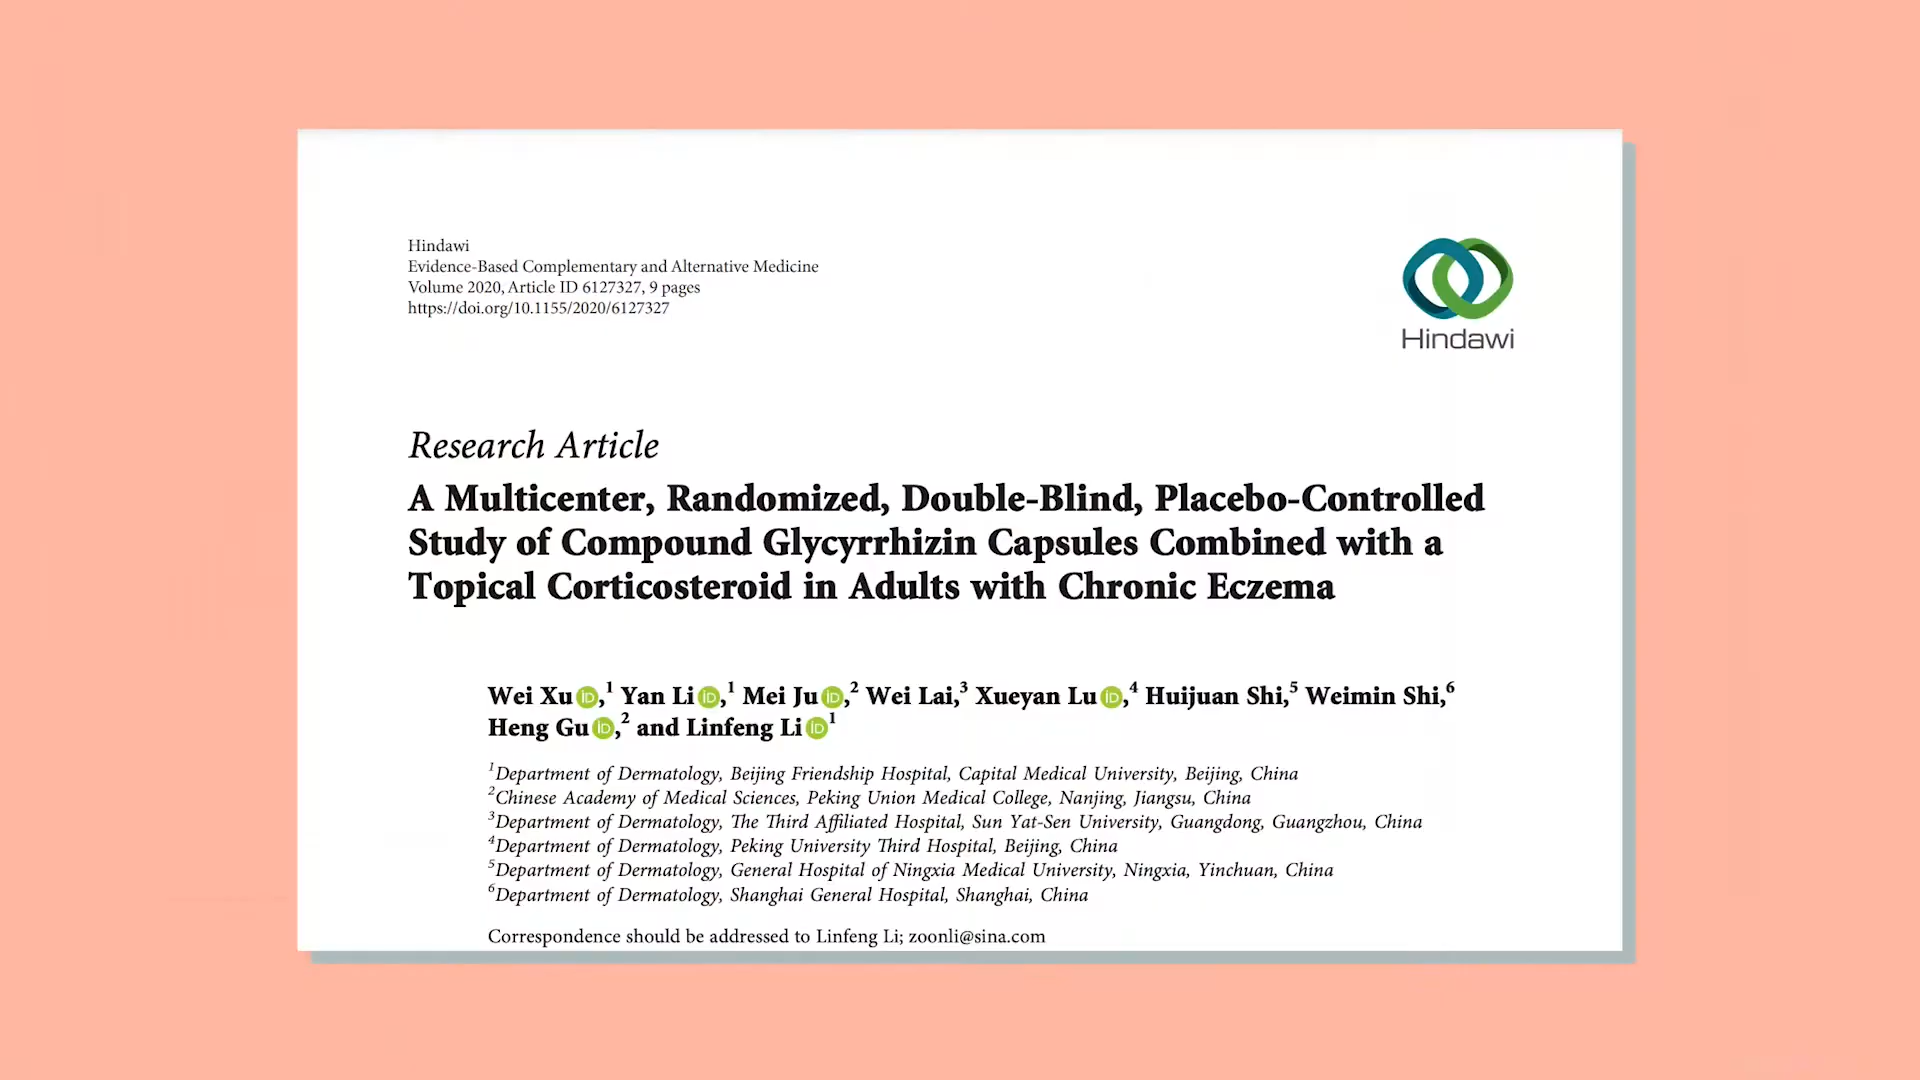 Hindawi
Evidence-Based Complementary and Alternative Medicine
Volume 2020, Article ID 6127327, 9 pages
https://doi.org/10.1155/2020/6127327
Hindawi
Research Article
A Multicenter, Randomized, Double-Blind, Placebo-Controlled
Study of Compound Glycyrrhizin Capsules Combined with a
Topical Corticosteroid in Adults with Chronic Eczema
Wei Xu iD,1 Yan Li iD,1 Mei Ju iD,2 Wei Lai,3 Xueyan Lu iD,4 Huijuan Shi,5 Weimin Shi,6
Heng Gu iD,2 and Linfeng Li iD1
1Department of Dermatology, Beijing Friendship Hospital, Capital Medical University, Beijing, China
2Chinese Academy of Medical Sciences, Peking Union Medical College, Nanjing, Jiangsu, China
3Department of Dermatology, The Third Affiliated Hospital, Sun Yat-Sen University, Guangdong, Guangzhou, China
4Department of Dermatology, Peking University Third Hospital, Beijing, China
5Department of Dermatology, General Hospital of Ningxia Medical University, Ningxia, Yinchuan, China
6Department of Dermatology, Shanghai General Hospital, Shanghai, China
Correspondence should be addressed to Linfeng Li; zoonli@sina.com